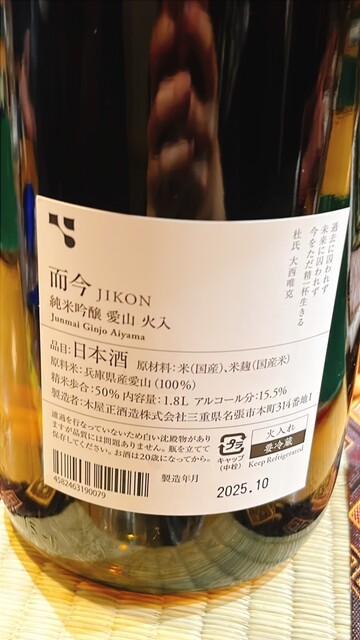 過去に囚われず
未来に囚われず
今をただ精一杯生きる
杜氏 大西唯克
而今 JIKON
純米吟醸 愛山 火入
Junmai Ginjo Aiyama
品目:日本酒 原材料:米(国産)、米麹(国産米)
原料米:兵庫県産愛山(100%)
精米歩合:50% 内容量:1.8L アルコール分:15.5%
製造者:木屋正酒造株式会社三重県名張市本町314番地1
濾過を行なっていないため白い沈殿物があり
ますが品質には問題ありません。瓶を立てて
保存してください。お酒は20歳になってから。
プラ
キャップ
(中栓)
火入れ
要冷蔵
Keep Refrigerated
4582463190079
製造年月
2025.10